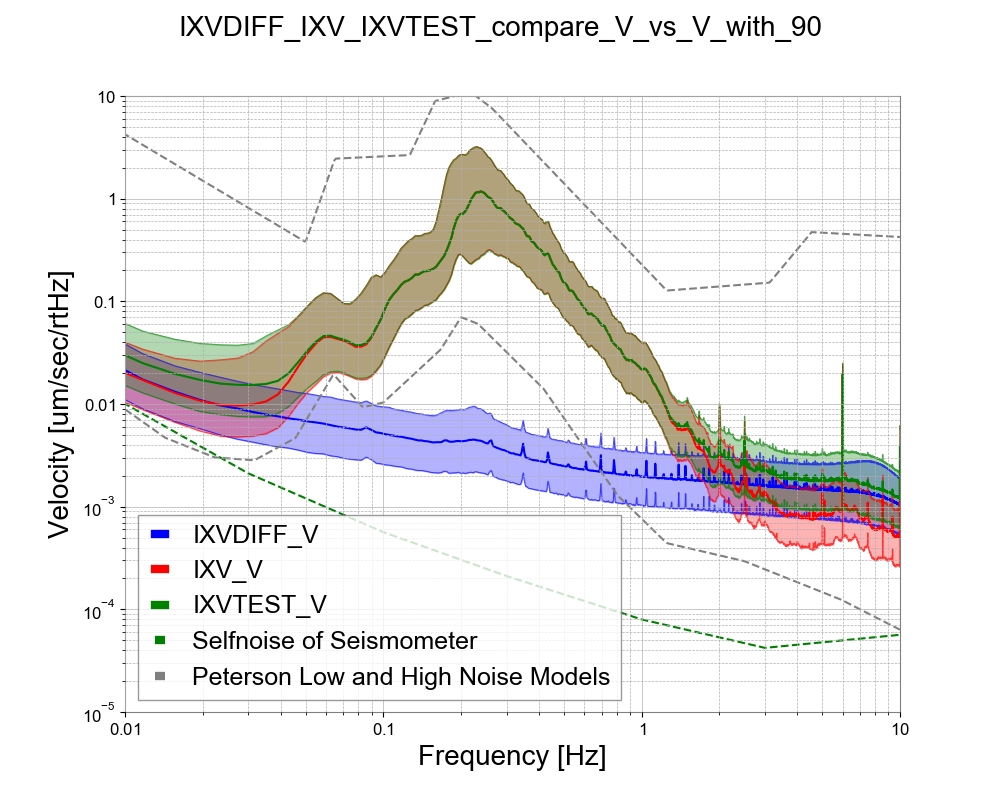 IXVDIFF_IXV_IXVTEST_compare_V_vs_V_with_90
10
1
0.1
0.01
10⁻³
10⁻⁴
10⁻⁵
Velocity [um/sec/rtHz]
IXVDIFF_V
IXV_V
IXVTEST_V
Selfnoise of Seismometer
Peterson Low and High Noise Models
0.01 0.1 1 10
Frequency [Hz]